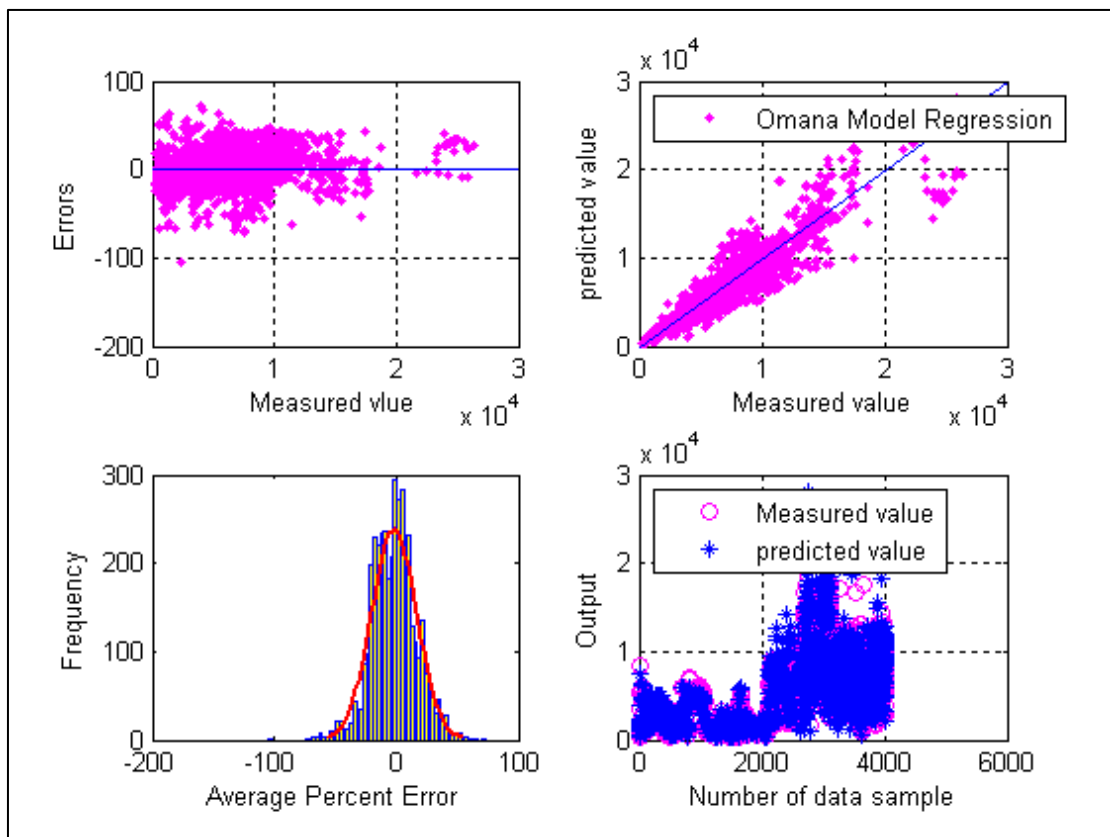 100
0
-100
-200
Errors
0
1
2
3
Measured vlue
x 10^4
x 10^4
3
2
1
0
predicted value
Omana Model Regression
0
1
2
3
Measured value
x 10^4
300
200
100
0
Frequency
-200
-100
0
100
Average Percent Error
x 10^4
3
2
1
0
Output
Measured value
predicted value
0
2000
4000
6000
Number of data sample